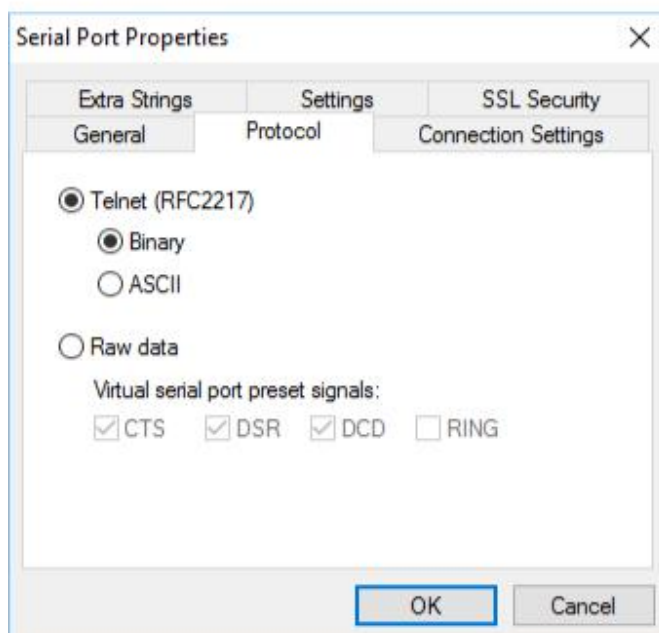 Serial Port Properties
Extra Strings Settings SSL Security
General Protocol Connection Settings
Telnet (RFC2217)
Binary
ASCII
Raw data
Virtual serial port preset signals:
CTS DSR DCD RING
OK Cancel